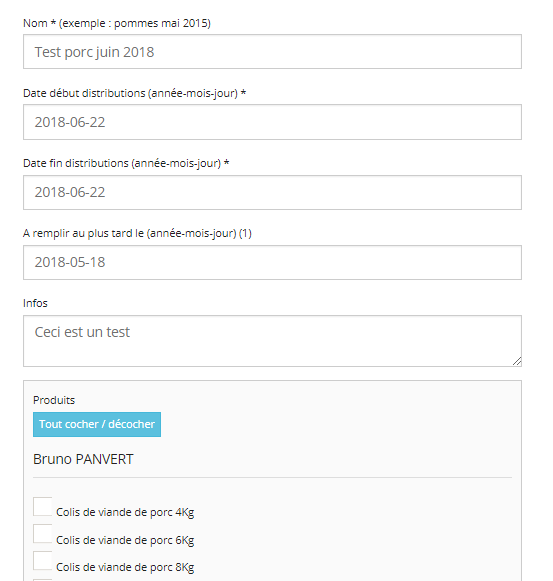 Nom * (exemple : pommes mai 2015)
Test porc juin 2018
Date début distributions (année-mois-jour) *
2018-06-22
Date fin distributions (année-mois-jour) *
2018-06-22
A remplir au plus tard le (année-mois-jour) (1)
2018-05-18
Infos
Ceci est un test
Produits
Tout cocher / décocher
Bruno PANVERT
Colis de viande de porc 4Kg
Colis de viande de porc 6Kg
Colis de viande de porc 8Kg